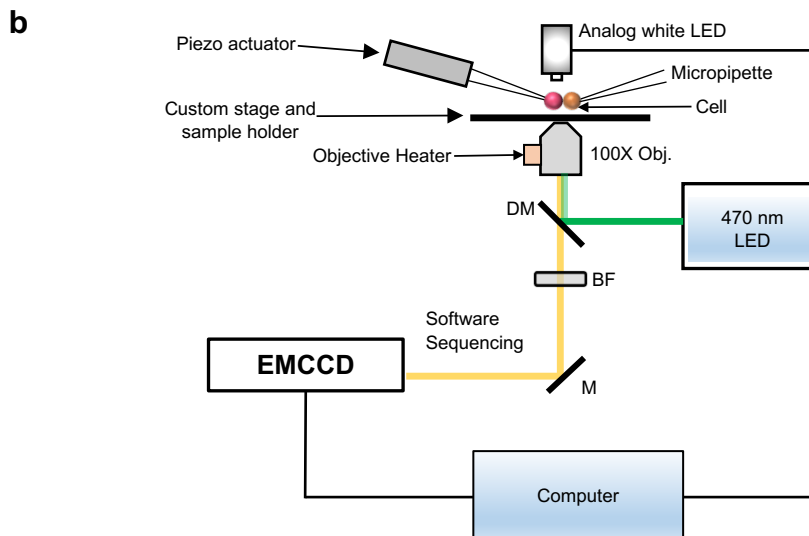 b
Analog white LED
Piezo actuator
Micropipette
Cell
Custom stage and
sample holder
Objective Heater
100X Obj.
DM
470 nm
LED
BF
Software
Sequencing
EMCCD
M
Computer